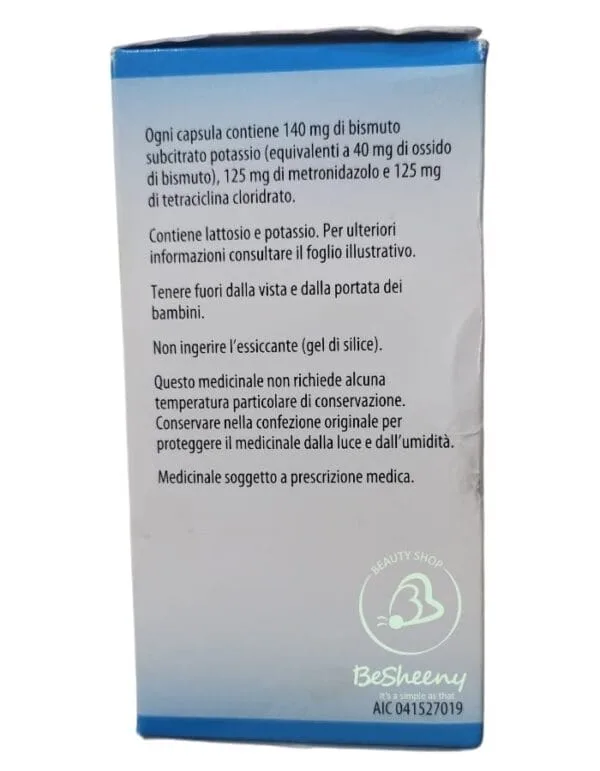 Ogni capsula contiene 140 mg di bismuto
subcitrato potassio (equivalenti a 40 mg di ossido
di bismuto), 125 mg di metronidazolo e 125 mg
di tetraciclina cloridrato.
Contiene lattosio e potassio. Per ulteriori
informazioni consultare il foglio illustrativo.
Tenere fuori dalla vista e dalla portata dei
bambini.
Non ingerire l'essiccante (gel di silice).
Questo medicinale non richiede alcuna
temperatura particolare di conservazione.
Conservare nella confezione originale per
proteggere il medicinale dalla luce e dall'umidità.
Medicinale soggetto a prescrizione medica.
BEAUTY SHOP
BeSheeny
It's a simple as that
AIC 041527019